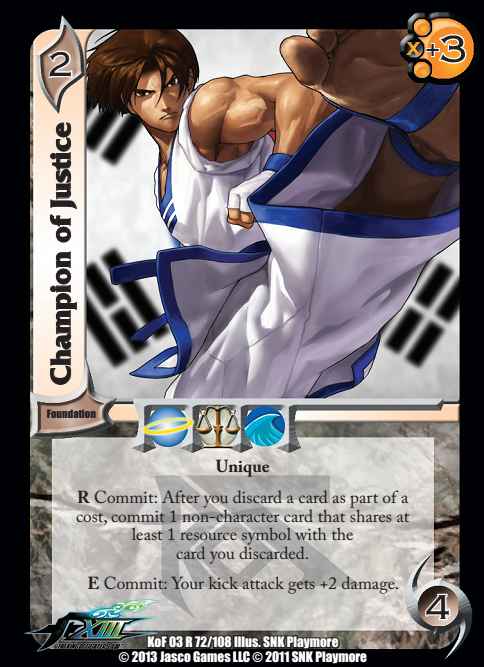 2
X +3
Champion of Justice
Foundation
Unique
R Commit: After you discard a card as part of a
cost, commit 1 non-character card that shares at
least 1 resource symbol with the
card you discarded.
E Commit: Your kick attack gets +2 damage.
4
XIII
KoF 03 R 72/108 Illus. SNK Playmore
© 2013 Jasco Games LLC © 2011 SNK Playmore